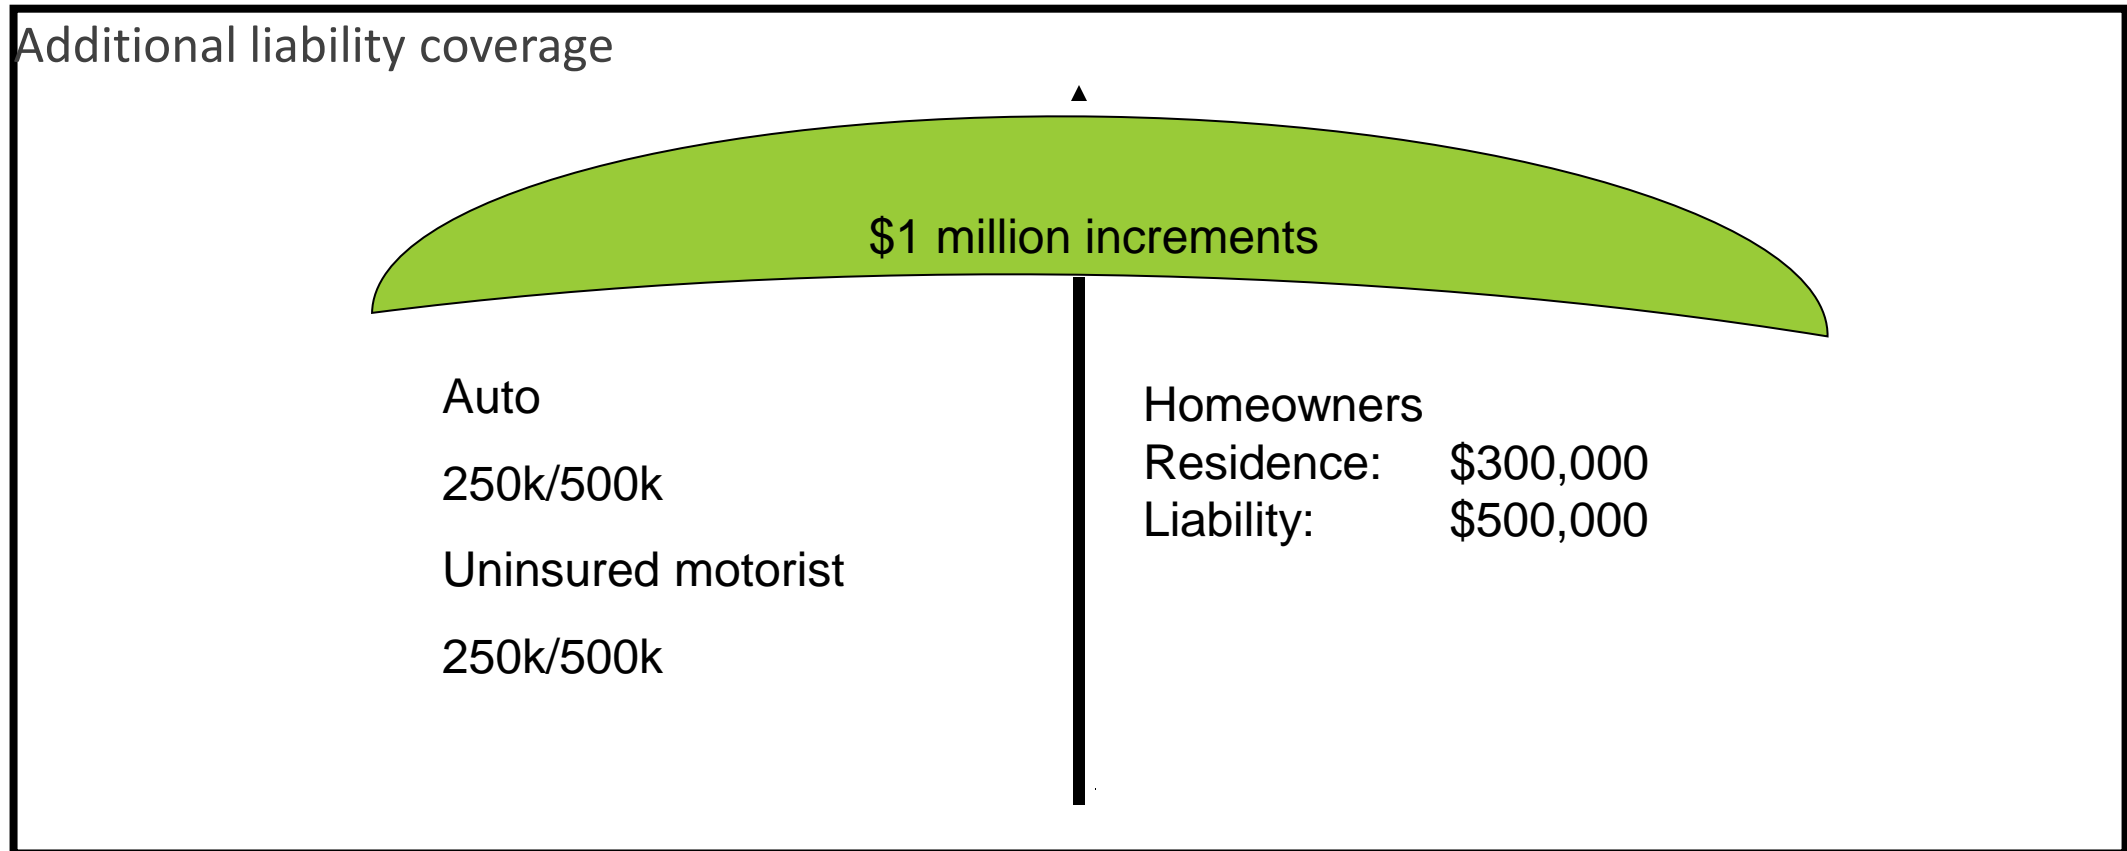 Additional liability coverage
$1 million increments
Auto
250k/500k
Uninsured motorist
250k/500k
Homeowners
Residence: $300,000
Liability: $500,000